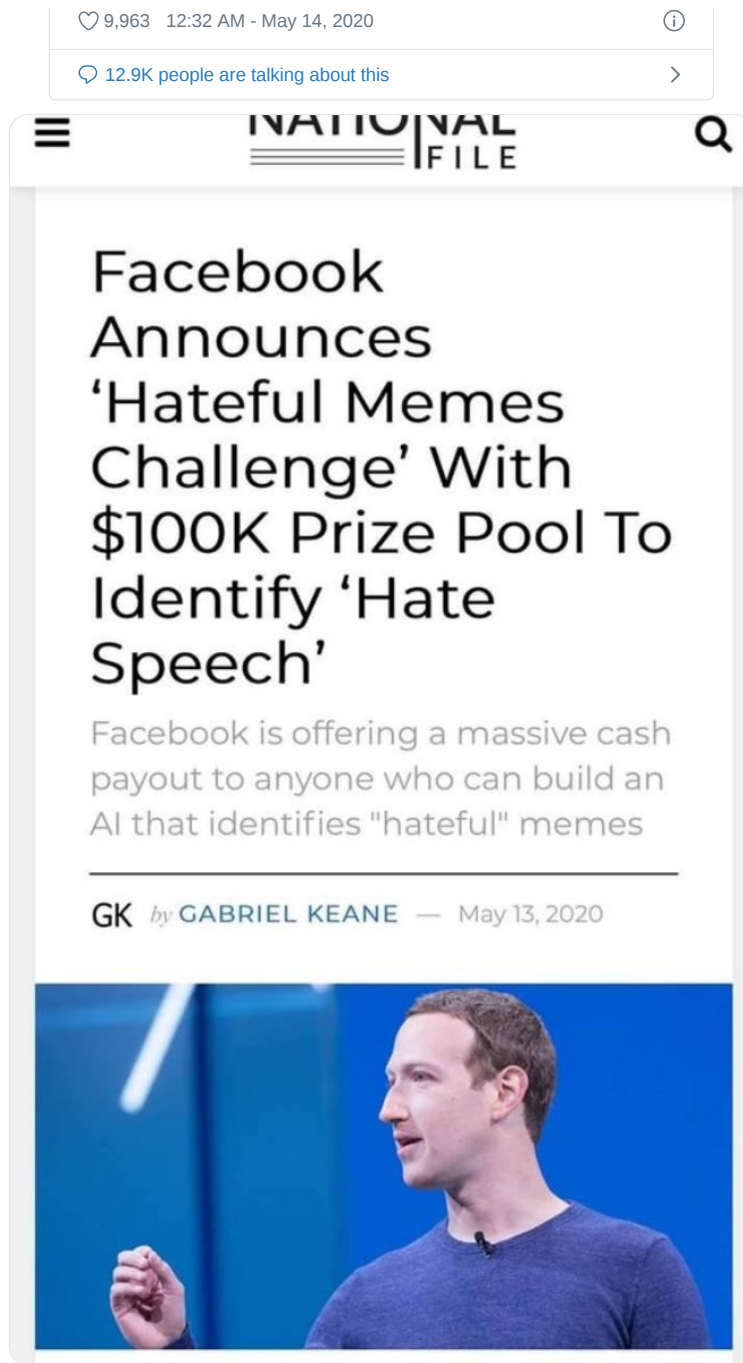 9,963 12:32 AM - May 14, 2020
12.9K people are talking about this
NATIONAL
FILE
Facebook
Announces
‘Hateful Memes
Challenge’ With
$100K Prize Pool To
Identify ‘Hate
Speech’
Facebook is offering a massive cash
payout to anyone who can build an
AI that identifies "hateful" memes
GK by GABRIEL KEANE — May 13, 2020